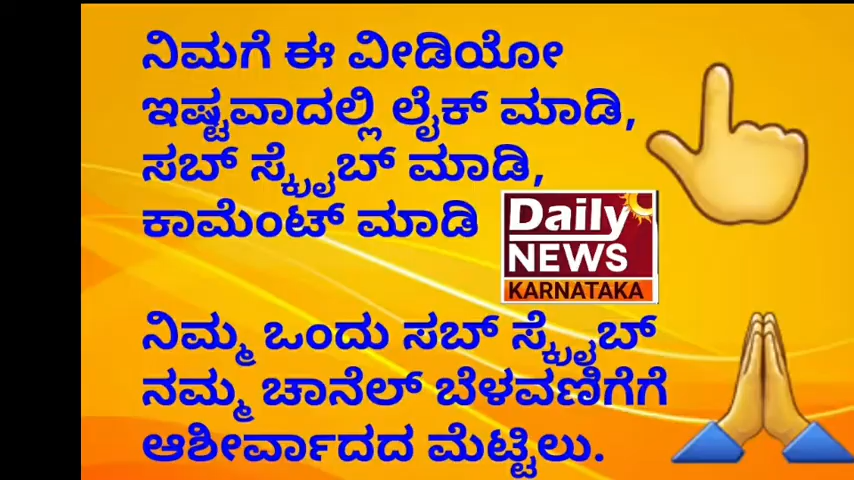 ನಿಮಗೆ ಈ ವೀಡಿಯೋ
ಇಷ್ಟವಾದಲ್ಲಿ ಲೈಕ್ ಮಾಡಿ,
ಸಬ್ ಸ್ಕ್ರೈಬ್ ಮಾಡಿ,
ಕಾಮೆಂಟ್ ಮಾಡಿ
Daily
NEWS
KARNATAKA
ನಿಮ್ಮ ಒಂದು ಸಬ್ ಸ್ಕ್ರೈಬ್
ನಮ್ಮ ಚಾನೆಲ್ ಬೆಳವಣಿಗೆಗೆ
ಆಶೀರ್ವಾದದ ಮೆಟ್ಟಿಲು.